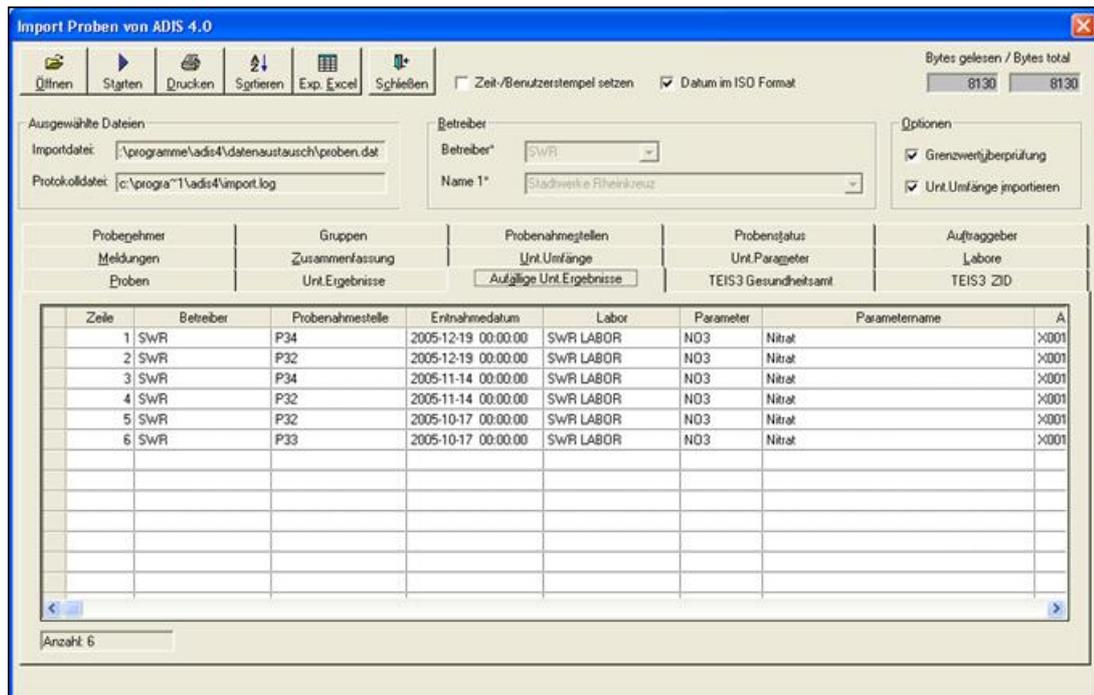 Import Proben von ADIS 4.0
Öffnen Starten Drucken Sortieren Exp. Excel Schließen
Zeit-/Benutzerstempel setzen Datum im ISO Format
Bytes gelesen / Bytes total
8130 8130
Ausgewählte Dateien
Importdatei: :\programme\adis4\datenaustausch\proben.dat
Protokolldatei: c:\progra~1\adis4\import.log
Betreiber
Betreiber* SWR
Name 1* Stadtwerke Rheinkreuz
Optionen
Grenzwertüberprüfung
Unt.Umfänge importieren
Probenehmer Gruppen Probenahmestellen Probenstatus Auftraggeber
Meldungen Zusammenfassung Unt.Umfänge Unt.Parameter Labore
Proben Unt.Ergebnisse Aufällige Unt.Ergebnisse TEIS3 Gesundheitsamt TEIS3 ZID
Zeile Betreiber Probenahmestelle Entnahmedatum Labor Parameter Parametername A
1 SWR P34 2005-12-19 00:00:00 SWR LABOR NO3 Nitrat X001
2 SWR P32 2005-12-19 00:00:00 SWR LABOR NO3 Nitrat X001
3 SWR P34 2005-11-14 00:00:00 SWR LABOR NO3 Nitrat X001
4 SWR P32 2005-11-14 00:00:00 SWR LABOR NO3 Nitrat X001
5 SWR P32 2005-10-17 00:00:00 SWR LABOR NO3 Nitrat X001
6 SWR P33 2005-10-17 00:00:00 SWR LABOR NO3 Nitrat X001
Anzahl: 6